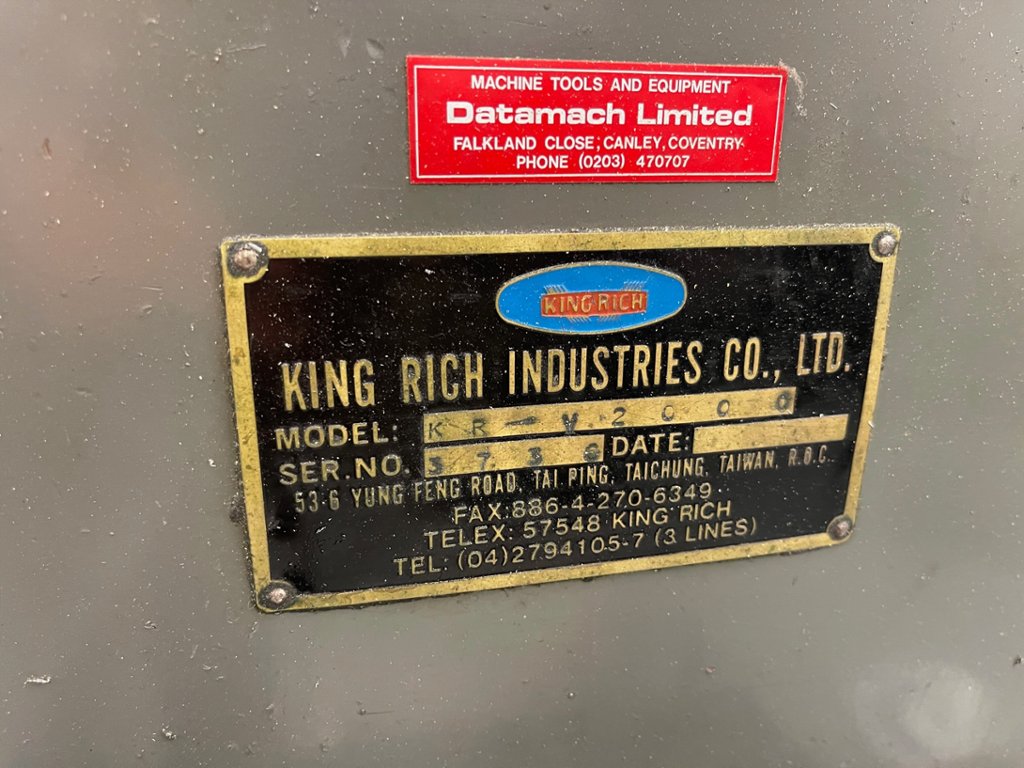 MACHINE TOOLS AND EQUIPMENT
Datamach Limited
FALKLAND CLOSE, CANLEY, COVENTRY
PHONE (0203) 470707
KING RICH
KING RICH INDUSTRIES CO., LTD.
MODEL: KR-V2000
SER.NO. 3736 DATE:
53-6 YUNG FENG ROAD, TAI PING, TAICHUNG, TAIWAN, R.O.C.
FAX:886-4-270-6349
TELEX: 57548 KING RICH
TEL: (04)2794105-7 (3 LINES)